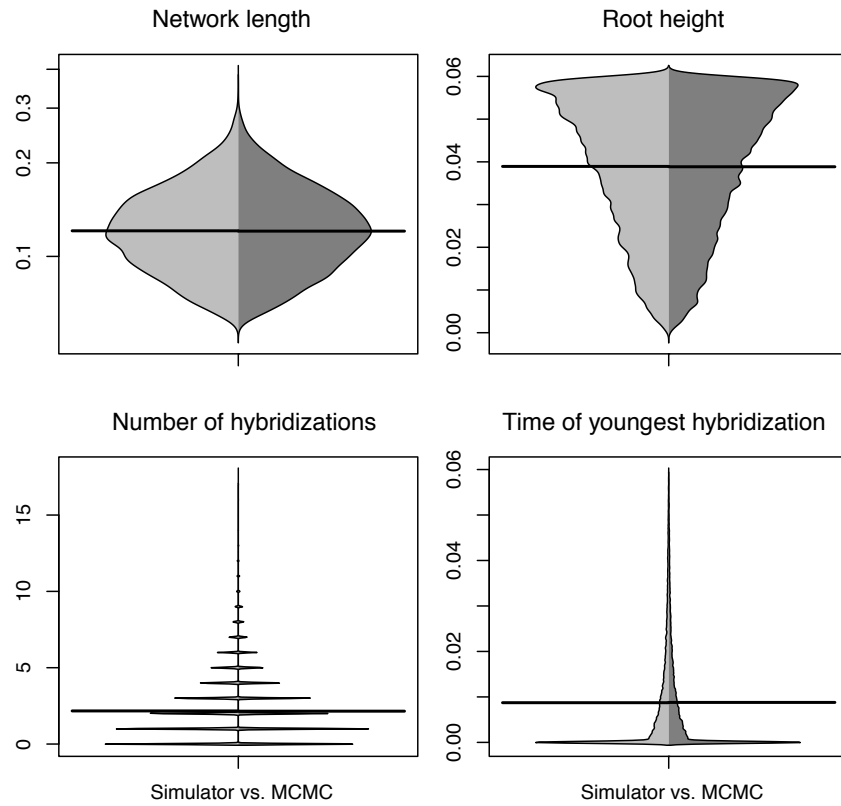 Network length
0.3
0.2
0.1
Root height
0.06
0.04
0.02
0.00
Number of hybridizations
15
10
5
0
Simulator vs. MCMC
Time of youngest hybridization
0.06
0.04
0.02
0.00
Simulator vs. MCMC